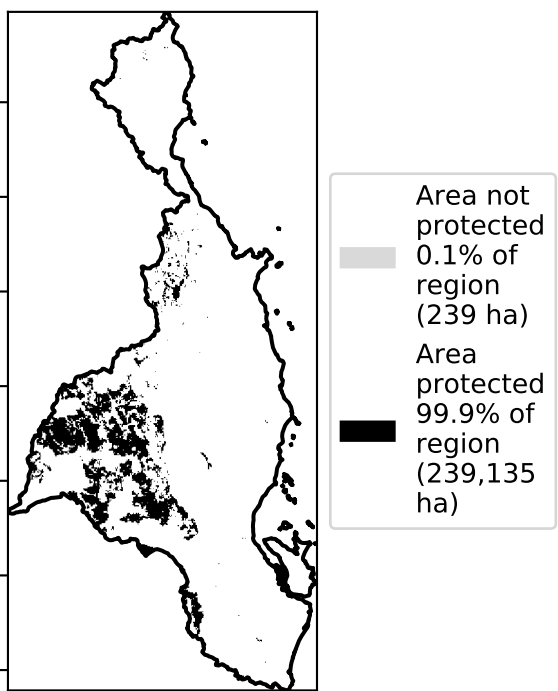 Area not
protected
0.1% of
region
(239 ha)
Area
protected
99.9% of
region
(239,135
ha)